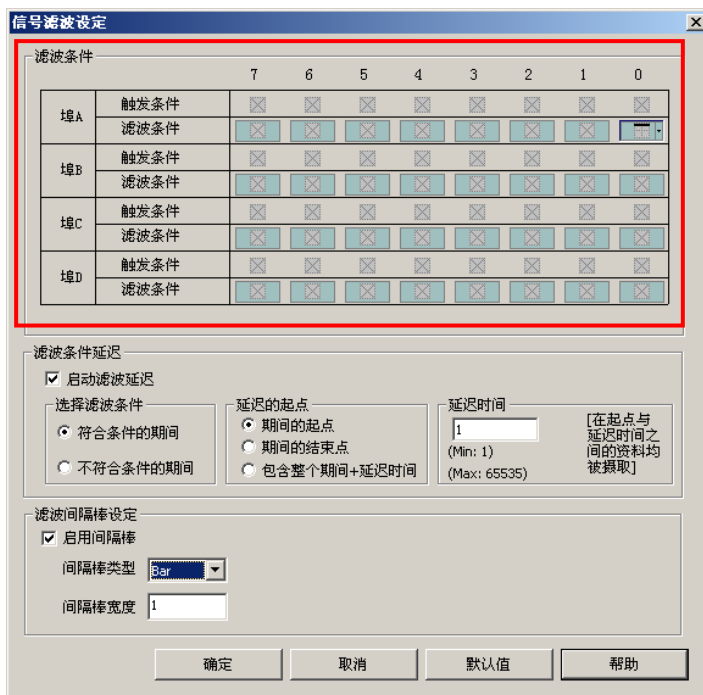 信号滤波设定
滤波条件
7 6 5 4 3 2 1 0
埠A 触发条件
滤波条件
埠B 触发条件
滤波条件
埠C 触发条件
滤波条件
埠D 触发条件
滤波条件
滤波条件延迟
启动滤波延迟
选择滤波条件
符合条件的期间
不符合条件的期间
延迟的起点
期间的起点
期间的结束点
包含整个期间+延迟时间
延迟时间
1
(Min: 1)
(Max: 65535)
[在起点与
延迟时间之
间的资料均
被摄取]
滤波间隔棒设定
启用间隔棒
间隔棒类型 Bar
间隔棒宽度 1
确定 取消 默认值 帮助